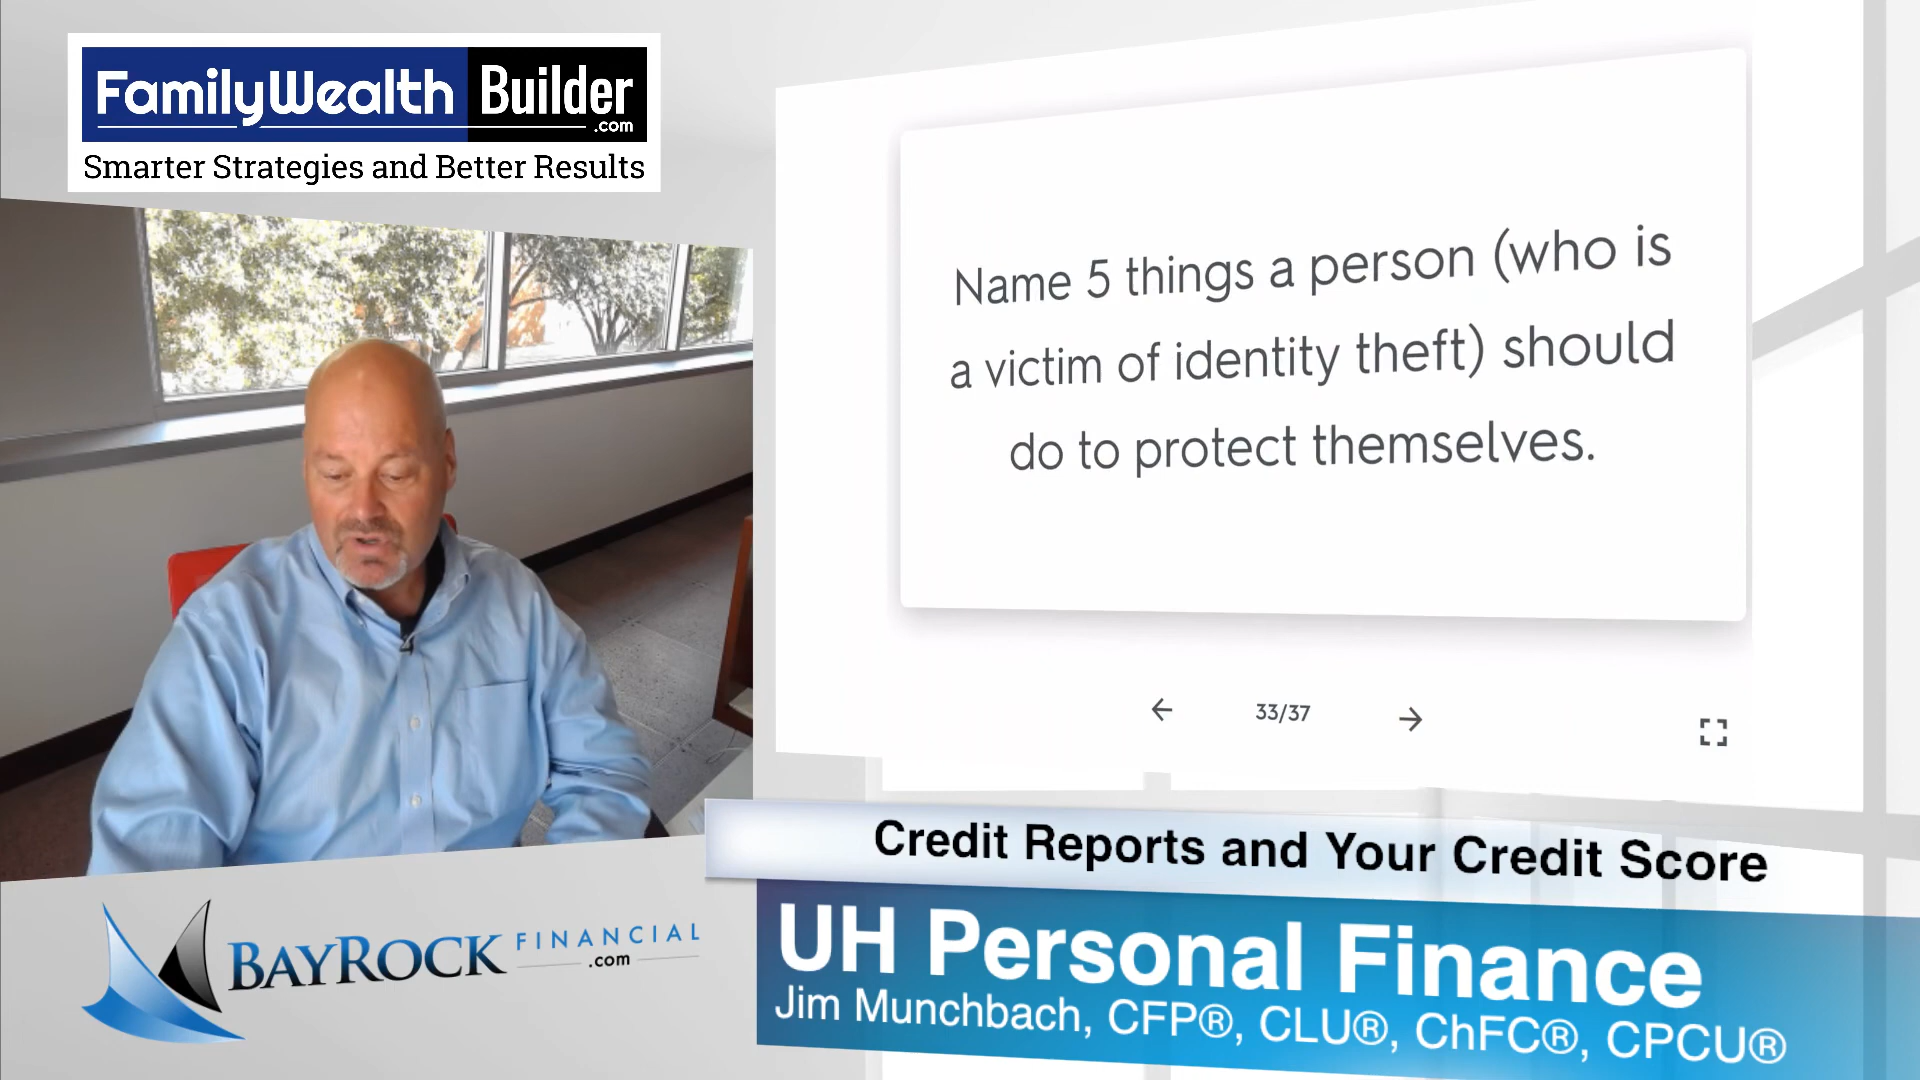 FamilyWealth Builder
.com
Smarter Strategies and Better Results
Name 5 things a person (who is
a victim of identity theft) should
do to protect themselves.
33/37
Credit Reports and Your Credit Score
UH Personal Finance
Jim Munchbach, CFP®, CLU®, ChFC®, CPCU®
BAYROCK FINANCIAL
.com